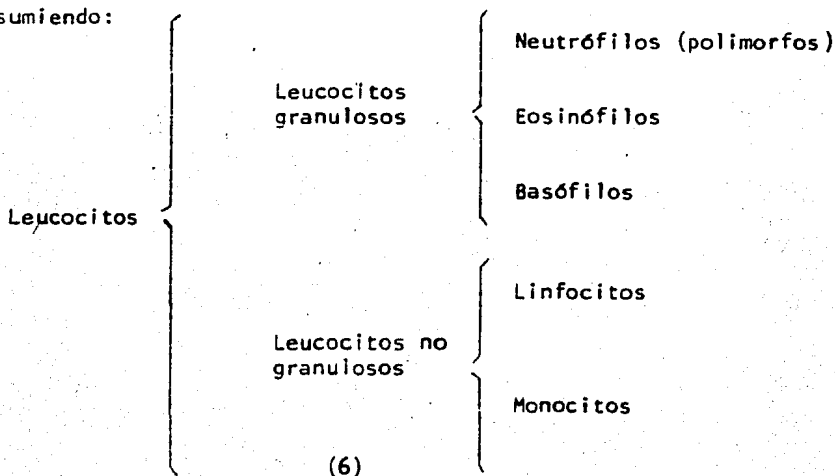 sumiendo:
Neutrófilos (polimorfos)
Leucocitos
granulosos
Eosinófilos
Basófilos
Leucocitos
Linfocitos
Leucocitos no
granulosos
Monocitos
(6)